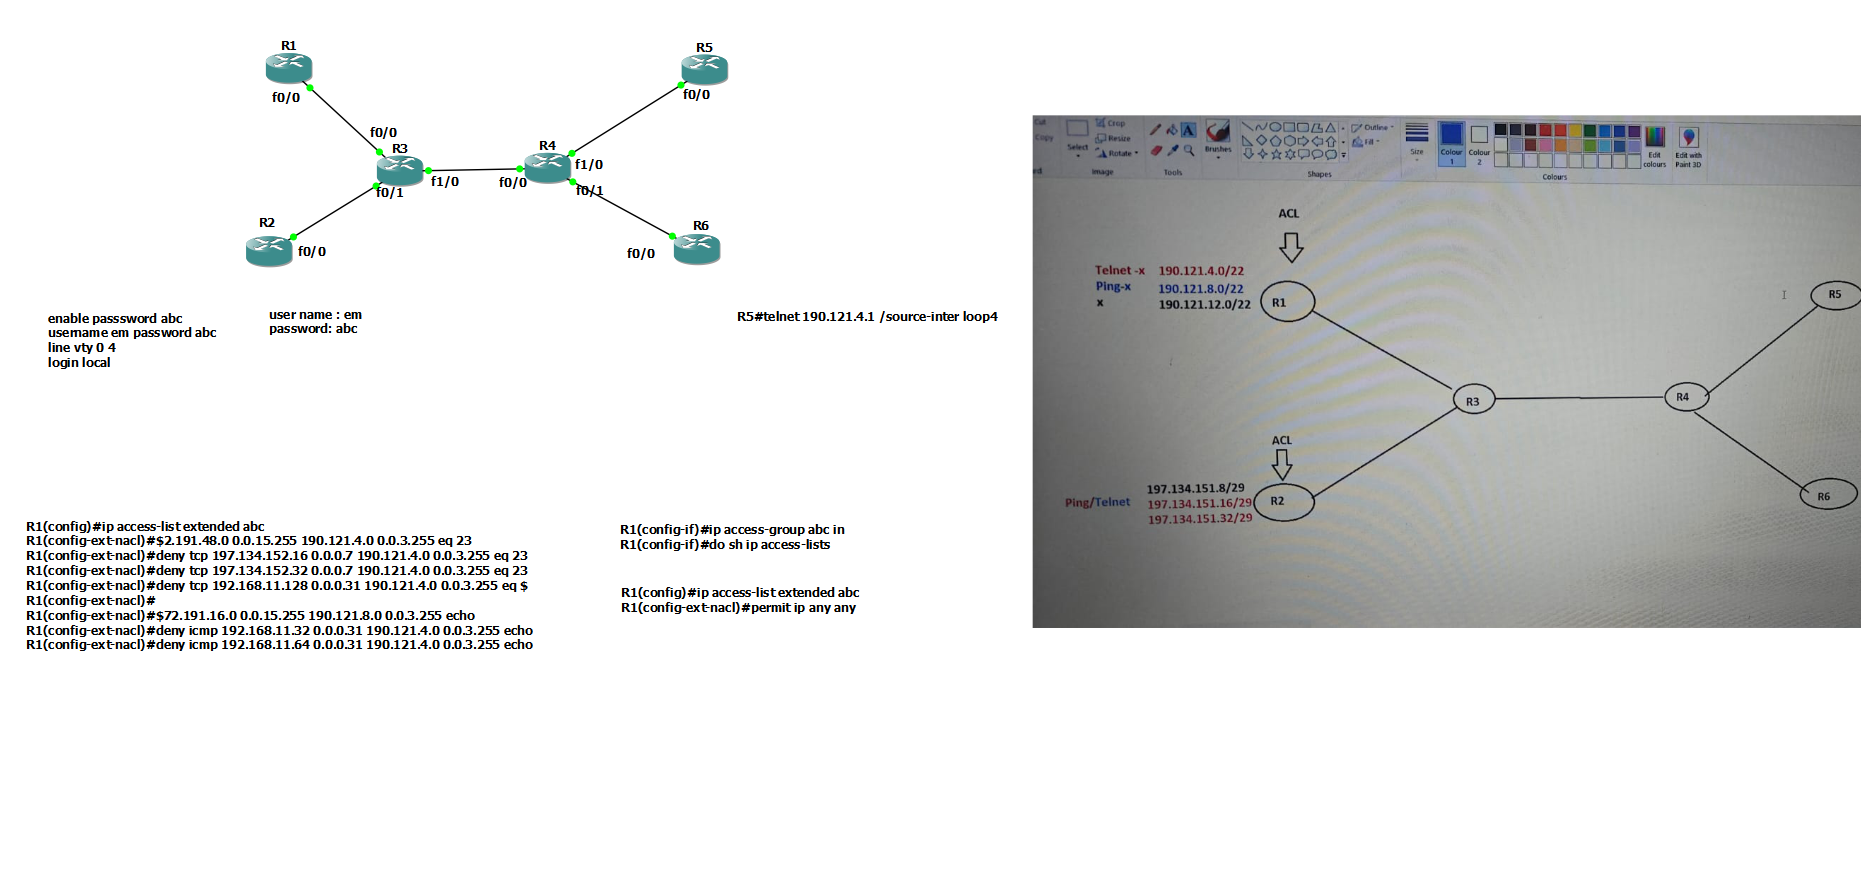 R1
f0/0
f0/0
R3
f0/1
f1/0
R2
f0/0
R4
f0/0
f1/0
f0/1
R5
f0/0
R6
f0/0
enable passsword abc
username em password abc
line vty 0 4
login local
user name : em
password: abc
R5#telnet 190.121.4.1 /source-inter loop4
R1(config)#ip access-list extended abc
R1(config-ext-nacl)#$2.191.48.0 0.0.15.255 190.121.4.0 0.0.3.255 eq 23
R1(config-ext-nacl)#deny tcp 197.134.152.16 0.0.0.7 190.121.4.0 0.0.3.255 eq 23
R1(config-ext-nacl)#deny tcp 197.134.152.32 0.0.0.7 190.121.4.0 0.0.3.255 eq 23
R1(config-ext-nacl)#deny tcp 192.168.11.128 0.0.0.31 190.121.4.0 0.0.3.255 eq $
R1(config-ext-nacl)#
R1(config-ext-nacl)#$72.191.16.0 0.0.15.255 190.121.8.0 0.0.3.255 echo
R1(config-ext-nacl)#deny icmp 192.168.11.32 0.0.0.31 190.121.4.0 0.0.3.255 echo
R1(config-ext-nacl)#deny icmp 192.168.11.64 0.0.0.31 190.121.4.0 0.0.3.255 echo
R1(config-if)#ip access-group abc in
R1(config-if)#do sh ip access-lists
R1(config)#ip access-list extended abc
R1(config-ext-nacl)#permit ip any any
Cut
Copy
Select
Crop
Resize
Rotate
Image
A
Tools
Brushes
Shapes
Outline
Fill
Size
Colour 1
Colour 2
Edit colours
Edit with Paint 3D
Colours
ACL
Telnet -x 190.121.4.0/22
Ping-x 190.121.8.0/22
x 190.121.12.0/22
R1
R5
R3
R4
ACL
197.134.151.8/29
Ping/Telnet 197.134.151.16/29
197.134.151.32/29
R2
R6